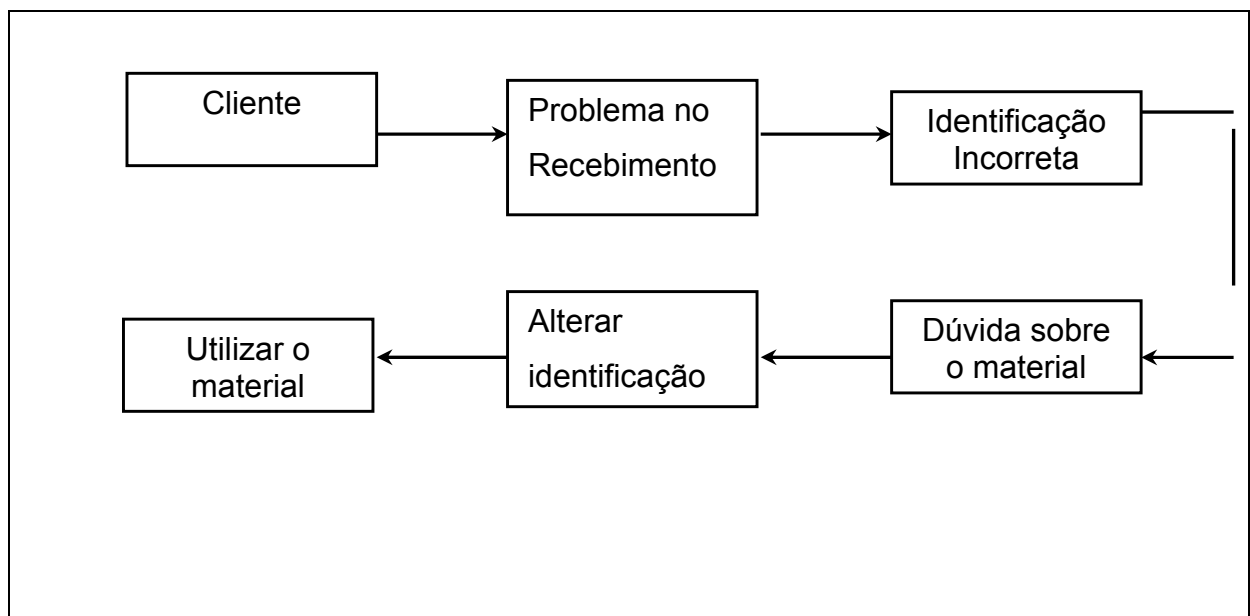 Cliente
Problema no
Recebimento
Identificação
Incorreta
Dúvida sobre
o material
Alterar
identificação
Utilizar o
material